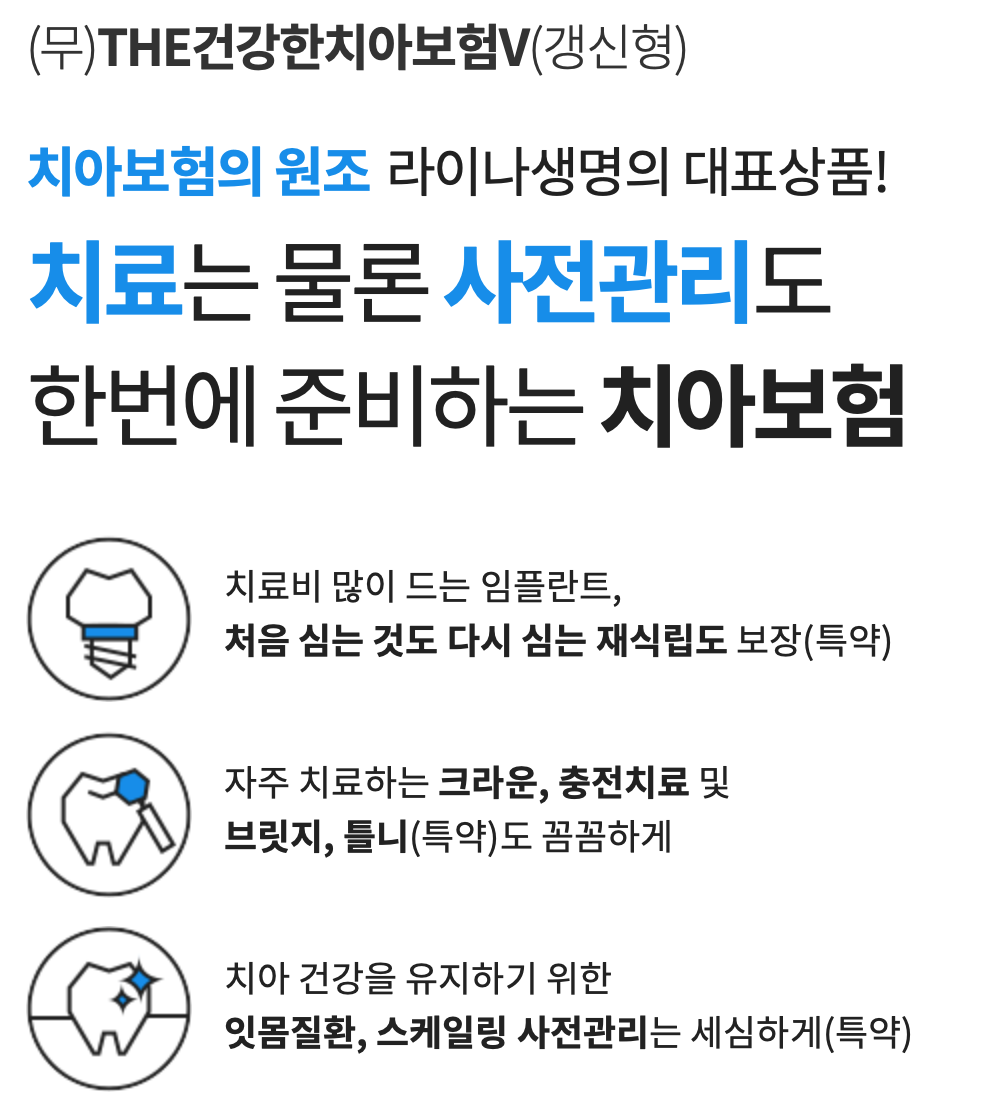 (무)THE건강한치아보험V(갱신형)
치아보험의 원조 라이나생명의 대표상품!
치료는 물론 사전관리도
한번에 준비하는 치아보험
치료비 많이 드는 임플란트,
처음 심는 것도 다시 심는 재식립도 보장(특약)
자주 치료하는 크라운, 충전치료 및
브릿지, 틀니(특약)도 꼼꼼하게
치아 건강을 유지하기 위한
잇몸질환, 스케일링 사전관리는 세심하게(특약)